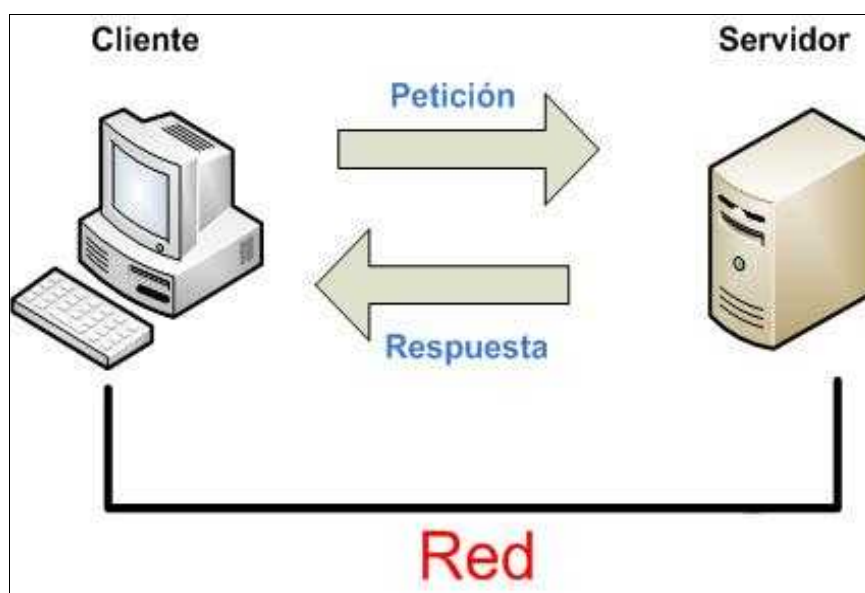 Cliente
Servidor
Petición
Respuesta
Red